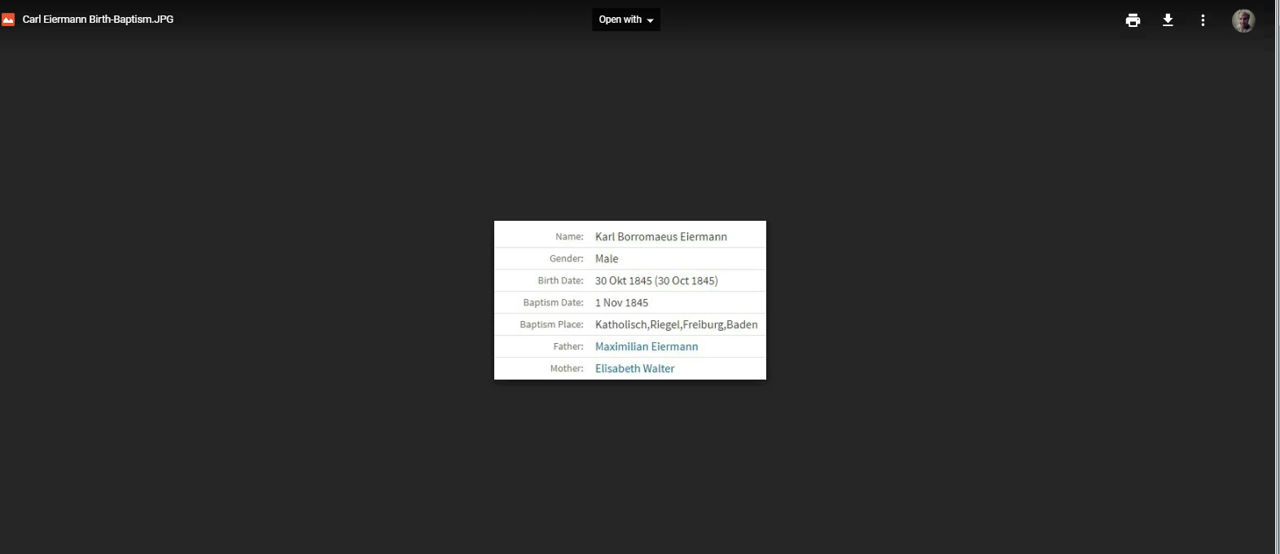 Carl Eiermann Birth-Baptism.JPG
Open with
Name: Karl Borromaeus Eiermann
Gender: Male
Birth Date: 30 Okt 1845 (30 Oct 1845)
Baptism Date: 1 Nov 1845
Baptism Place: Katholisch,Riegel,Freiburg,Baden
Father: Maximilian Eiermann
Mother: Elisabeth Walter